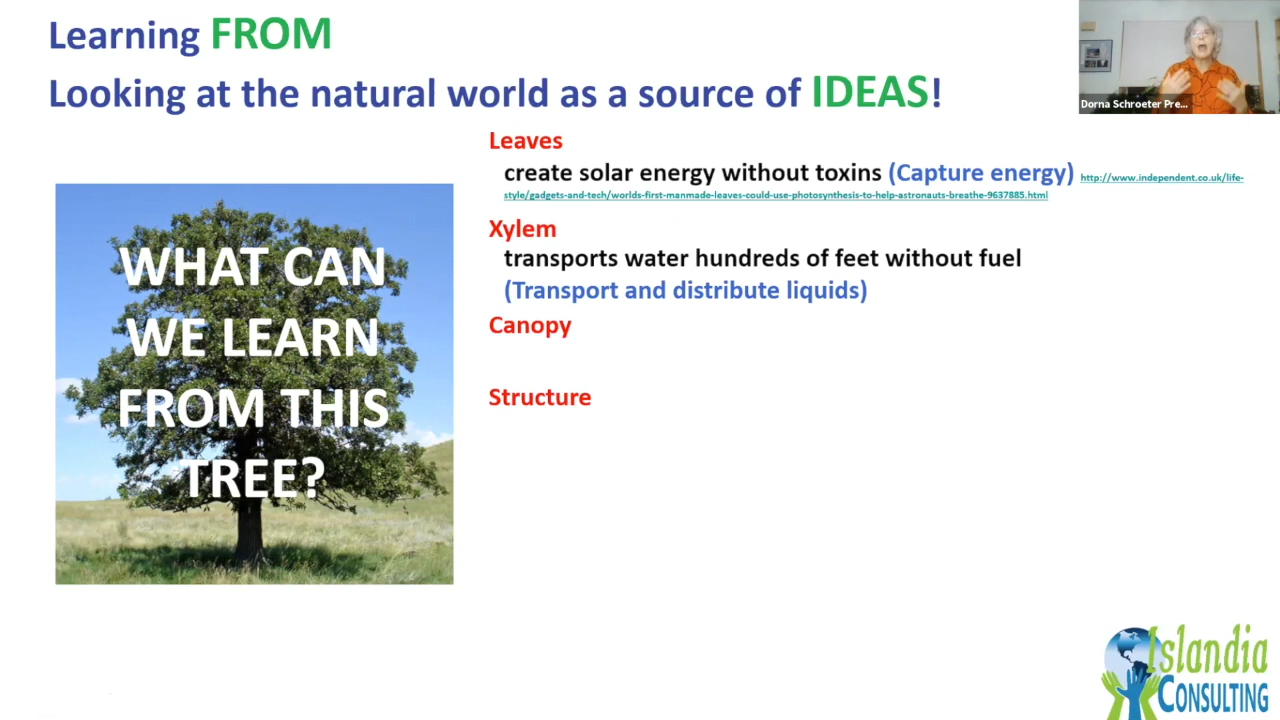 Learning FROM
Looking at the natural world as a source of IDEAS!
Dorna Schroeter Pre...
Leaves
create solar energy without toxins (Capture energy) http://www.independent.co.uk/life-
style/gadgets-and-tech/worlds-first-manmade-leaves-could-use-photosynthesis-to-help-astronauts-breathe-9637885.html
Xylem
transports water hundreds of feet without fuel
(Transport and distribute liquids)
Canopy
Structure
WHAT CAN
WE LEARN
FROM THIS
TREE?
Islandia
CONSULTING